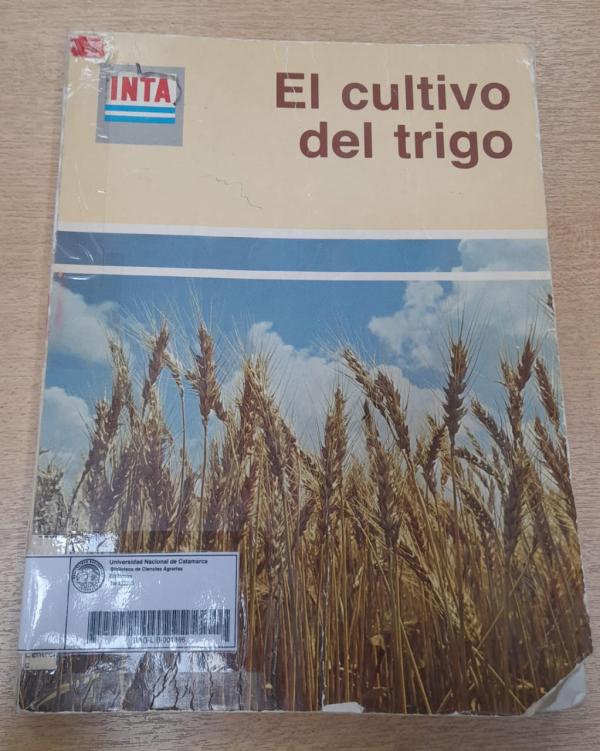 INTA
El cultivo
del trigo
Universidad Nacional de Catamarca
Biblioteca de Ciencias Agrarias